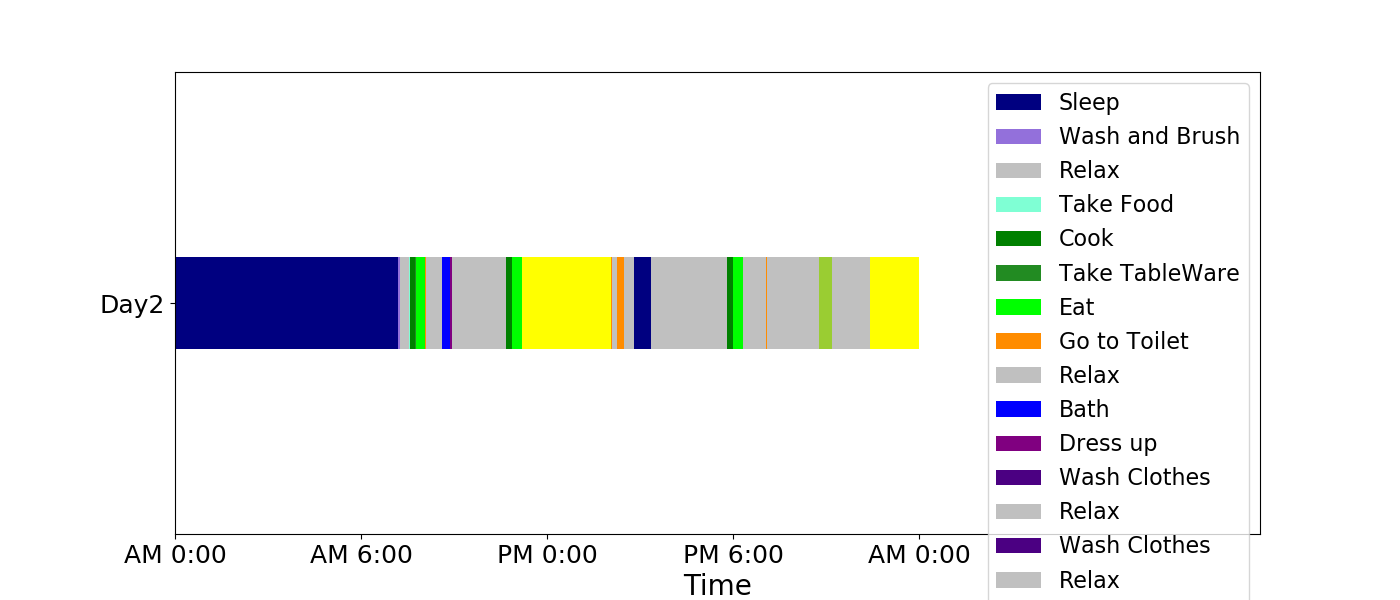 Sleep
Wash and Brush
Relax
Take Food
Cook
Take TableWare
Eat
Go to Toilet
Relax
Bath
Dress up
Wash Clothes
Relax
Wash Clothes
Relax
Day2
AM 0:00 AM 6:00 PM 0:00 PM 6:00 AM 0:00
Time